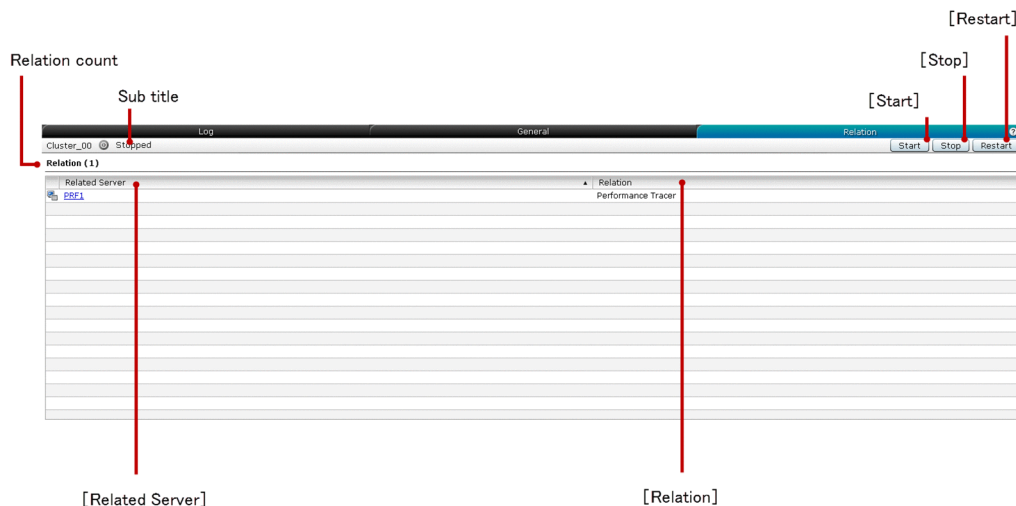 [Restart]
Relation count
[Stop]
Sub title
[Start]
Log
General
Relation
?
Cluster_00
Stopped
Start
Stop
Restart
Relation (1)
Related Server
Relation
PRF1
Performance Tracer
[Related Server]
[Relation]